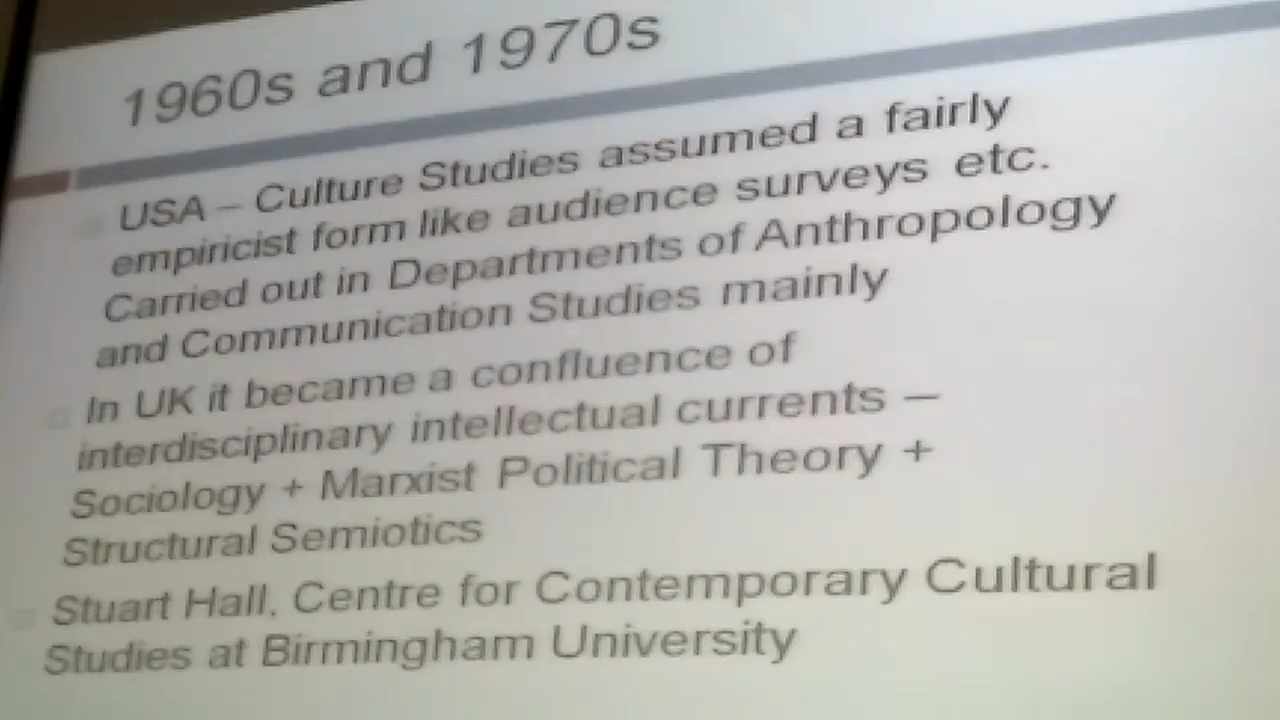 1960s and 1970s
USA – Culture Studies assumed a fairly
empiricist form like audience surveys etc.
Carried out in Departments of Anthropology
and Communication Studies mainly
In UK it became a confluence of
interdisciplinary intellectual currents –
Sociology + Marxist Political Theory +
Structural Semiotics
Stuart Hall. Centre for Contemporary Cultural
Studies at Birmingham University